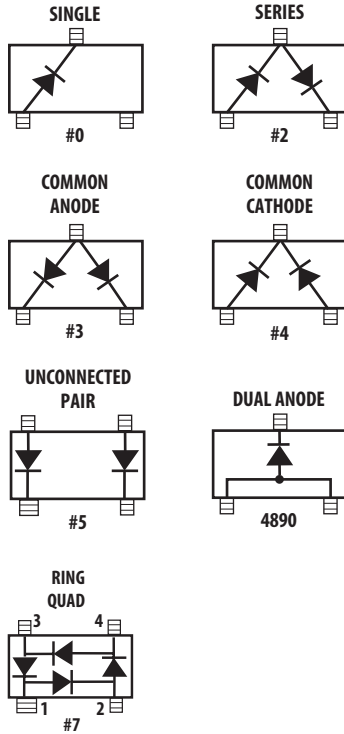 SINGLE
SERIES
#0
#2
COMMON
ANODE
COMMON
CATHODE
#3
#4
UNCONNECTED
PAIR
DUAL ANODE
#5
4890
RING
QUAD
3 4
1 2
#7